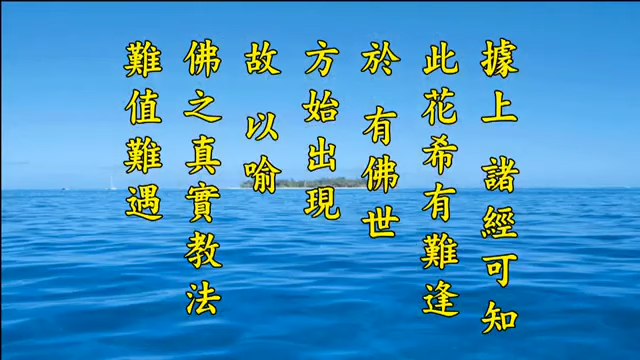 據上 諸經可知
此花希有難逢
於 有佛世
方始出現
故 以喻
佛之真實教法
難值難遇